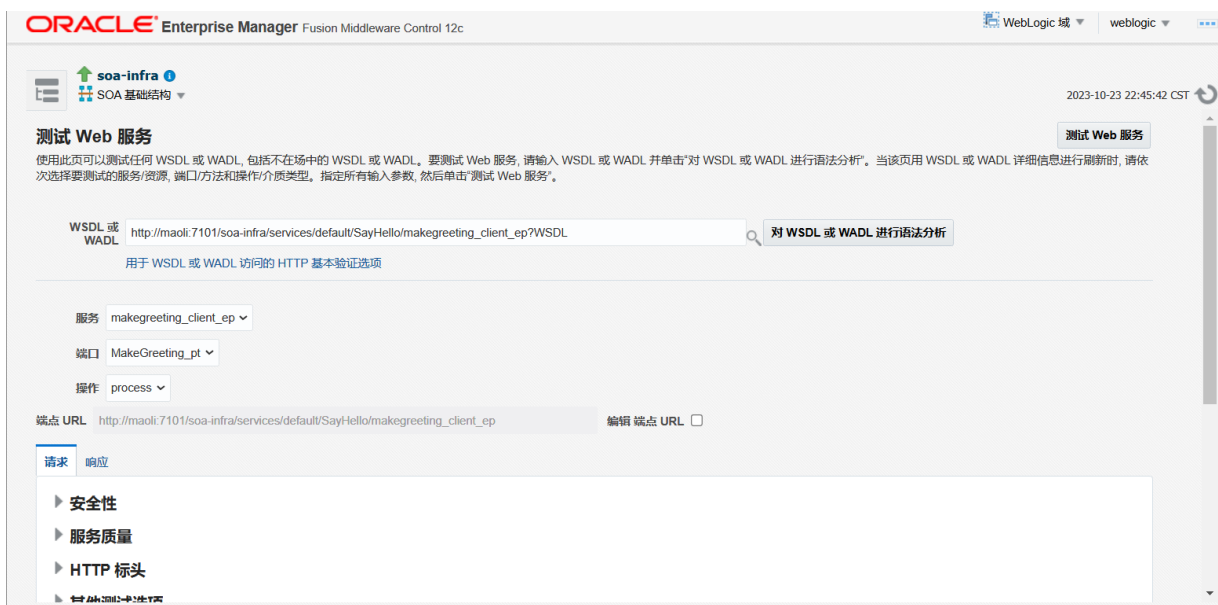 ORACLE Enterprise Manager Fusion Middleware Control 12c
WebLogic 域
weblogic
soa-infra
SOA 基础结构
2023-10-23 22:45:42 CST
测试 Web 服务
测试 Web 服务
使用此页可以测试任何 WSDL 或 WADL, 包括不在场中的 WSDL 或 WADL。要测试 Web 服务, 请输入 WSDL 或 WADL 并单击"对 WSDL 或 WADL 进行语法分析"。当该页用 WSDL 或 WADL 详细信息进行刷新时, 请依
次选择要测试的服务/资源, 端口/方法和操作/介质类型。指定所有输入参数, 然后单击"测试 Web 服务"。
WSDL 或
WADL
http://maoli:7101/soa-infra/services/default/SayHello/makegreeting_client_ep?WSDL
对 WSDL 或 WADL 进行语法分析
用于 WSDL 或 WADL 访问的 HTTP 基本验证选项
服务 makegreeting_client_ep
端口 MakeGreeting_pt
操作 process
端点 URL http://maoli:7101/soa-infra/services/default/SayHello/makegreeting_client_ep 编辑 端点 URL
请求 响应
安全性
服务质量
HTTP 标头
其他测试选项